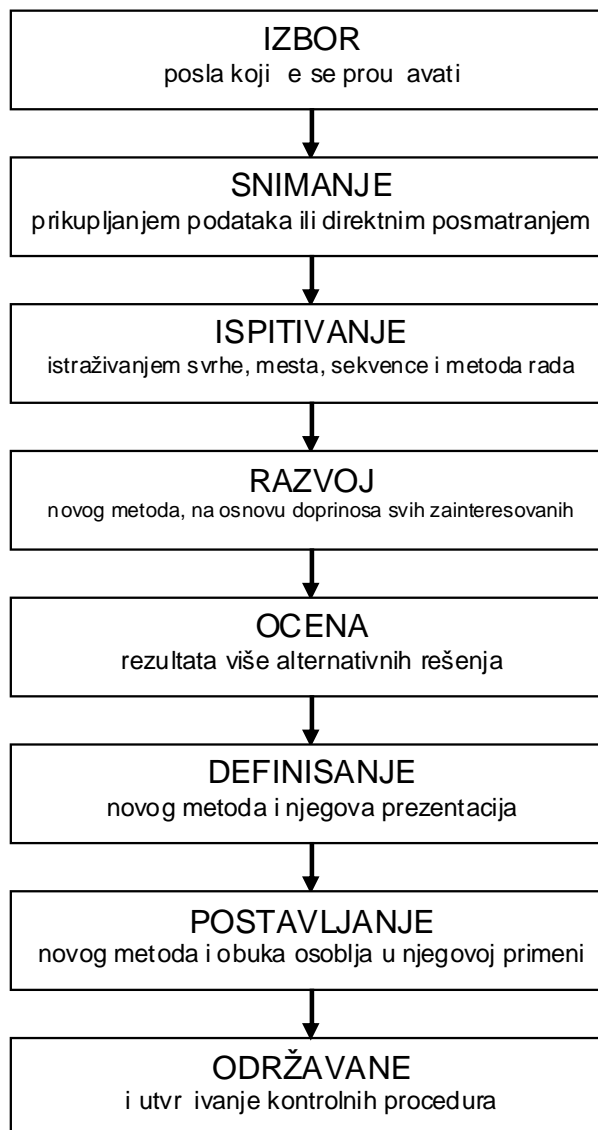 IZBOR
posla koji e se prou avati
SNIMANJE
prikupljanjem podataka ili direktnim posmatranjem
ISPITIVANJE
istraživanjem svrhe, mesta, sekvence i metoda rada
RAZVOJ
novog metoda, na osnovu doprinosa svih zainteresovanih
OCENA
rezultata više alternativnih rešenja
DEFINISANJE
novog metoda i njegova prezentacija
POSTAVLJANJE
novog metoda i obuka osoblja u njegovoj primeni
ODRŽAVANE
i utvr ivanje kontrolnih procedura